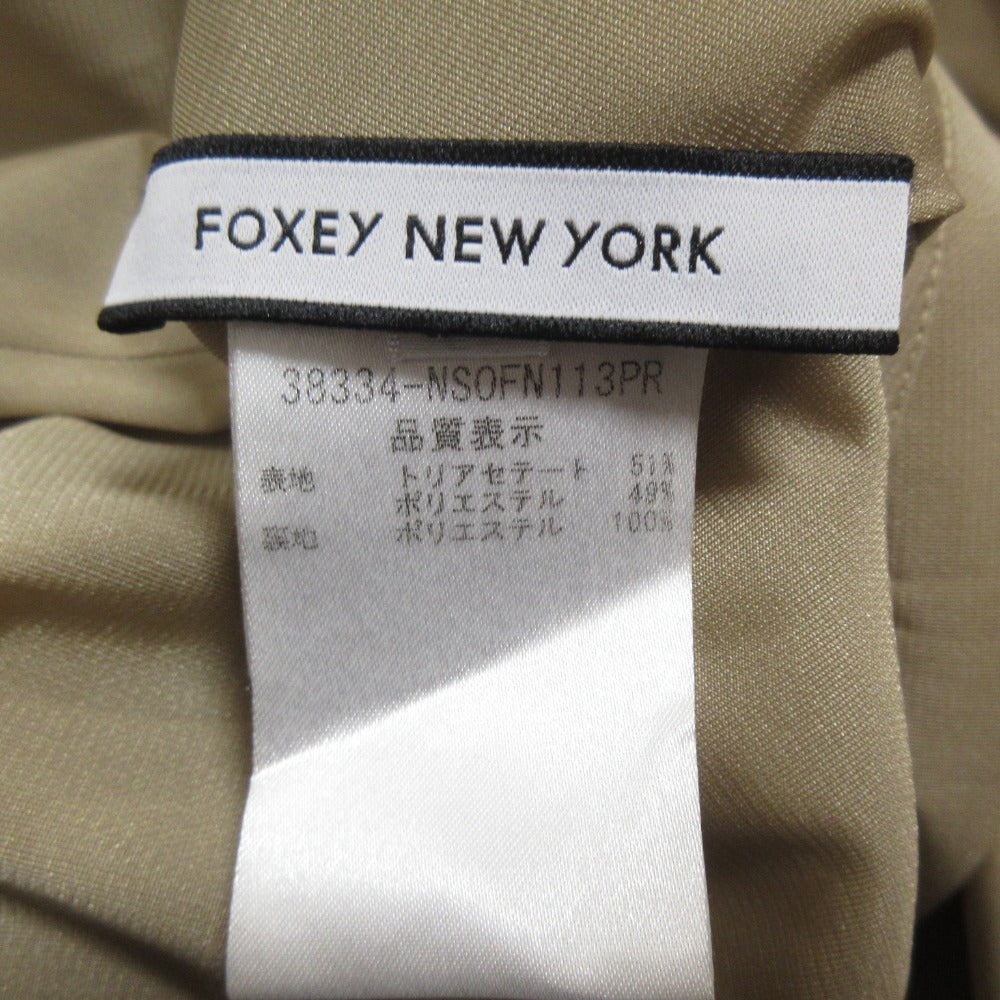 FOXEY NEW YORK
38334-NSOFN113PR
品質表示
表地 トリアセテート 51%
ポリエステル 49%
裏地 ポリエステル 100%